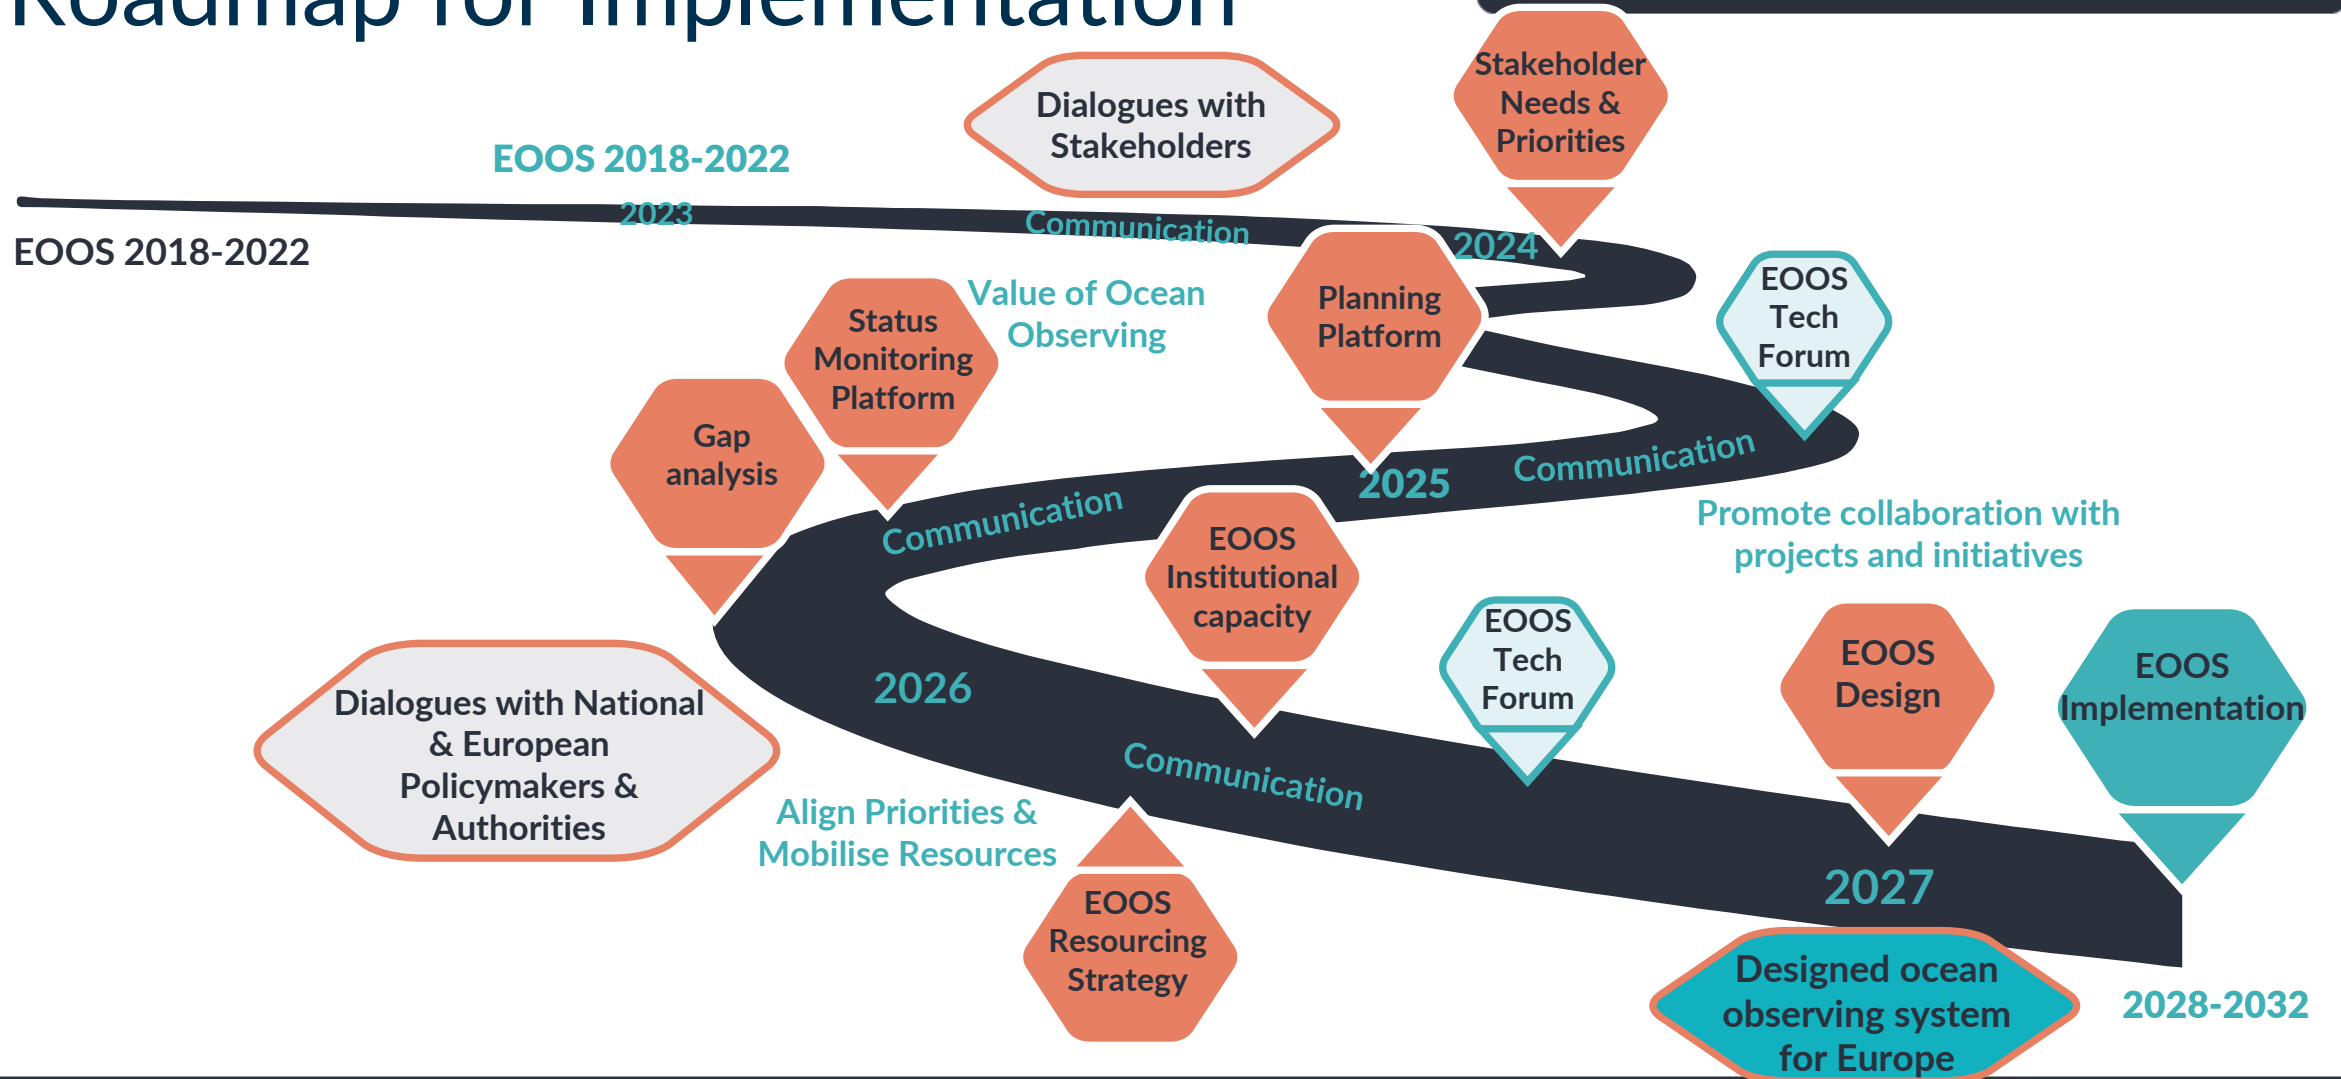 Roadmap for Implementation
Stakeholder
Needs &
Priorities
Dialogues with
Stakeholders
EOOS 2018-2022
2023
Communication
2024
EOOS 2018-2022
EOOS
Tech
Forum
Planning
Platform
Value of Ocean
Observing
Status
Monitoring
Platform
Gap
analysis
Communication
2025
Communication
Promote collaboration with
projects and initiatives
EOOS
Institutional
capacity
EOOS
Tech
Forum
EOOS
Design
EOOS
Implementation
2026
Dialogues with National
& European
Policymakers &
Authorities
Communication
Align Priorities &
Mobilise Resources
EOOS
Resourcing
Strategy
2027
Designed ocean
observing system
for Europe
2028-2032